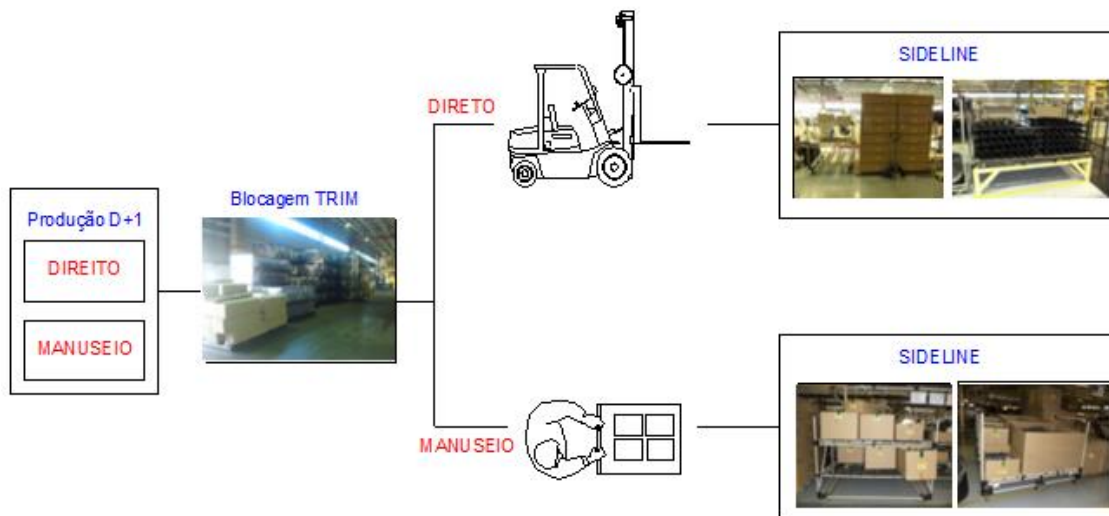 Produção D+1
DIREITO
MANUSEIO
Blocagem TRIM
DIRETO
SIDELINE
MANUSEIO
SIDELINE